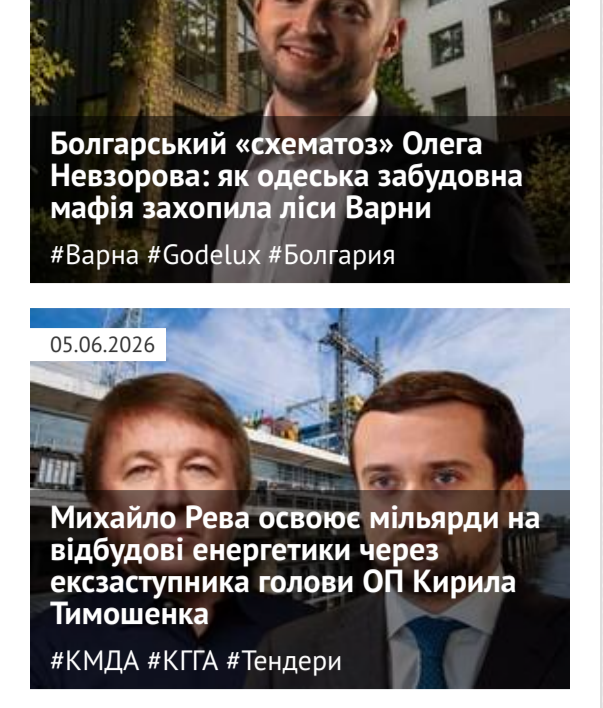 Болгарський «схематоз» Олега
Невзорова: як одеська забудовна
мафія захопила ліси Варни
#Варна #Godelux #Болгария
05.06.2026
Михайло Рева освоює мільярди на
відбудові енергетики через
ексзаступника голови ОП Кирила
Тимошенка
#КМДА #КГГА #Тендери